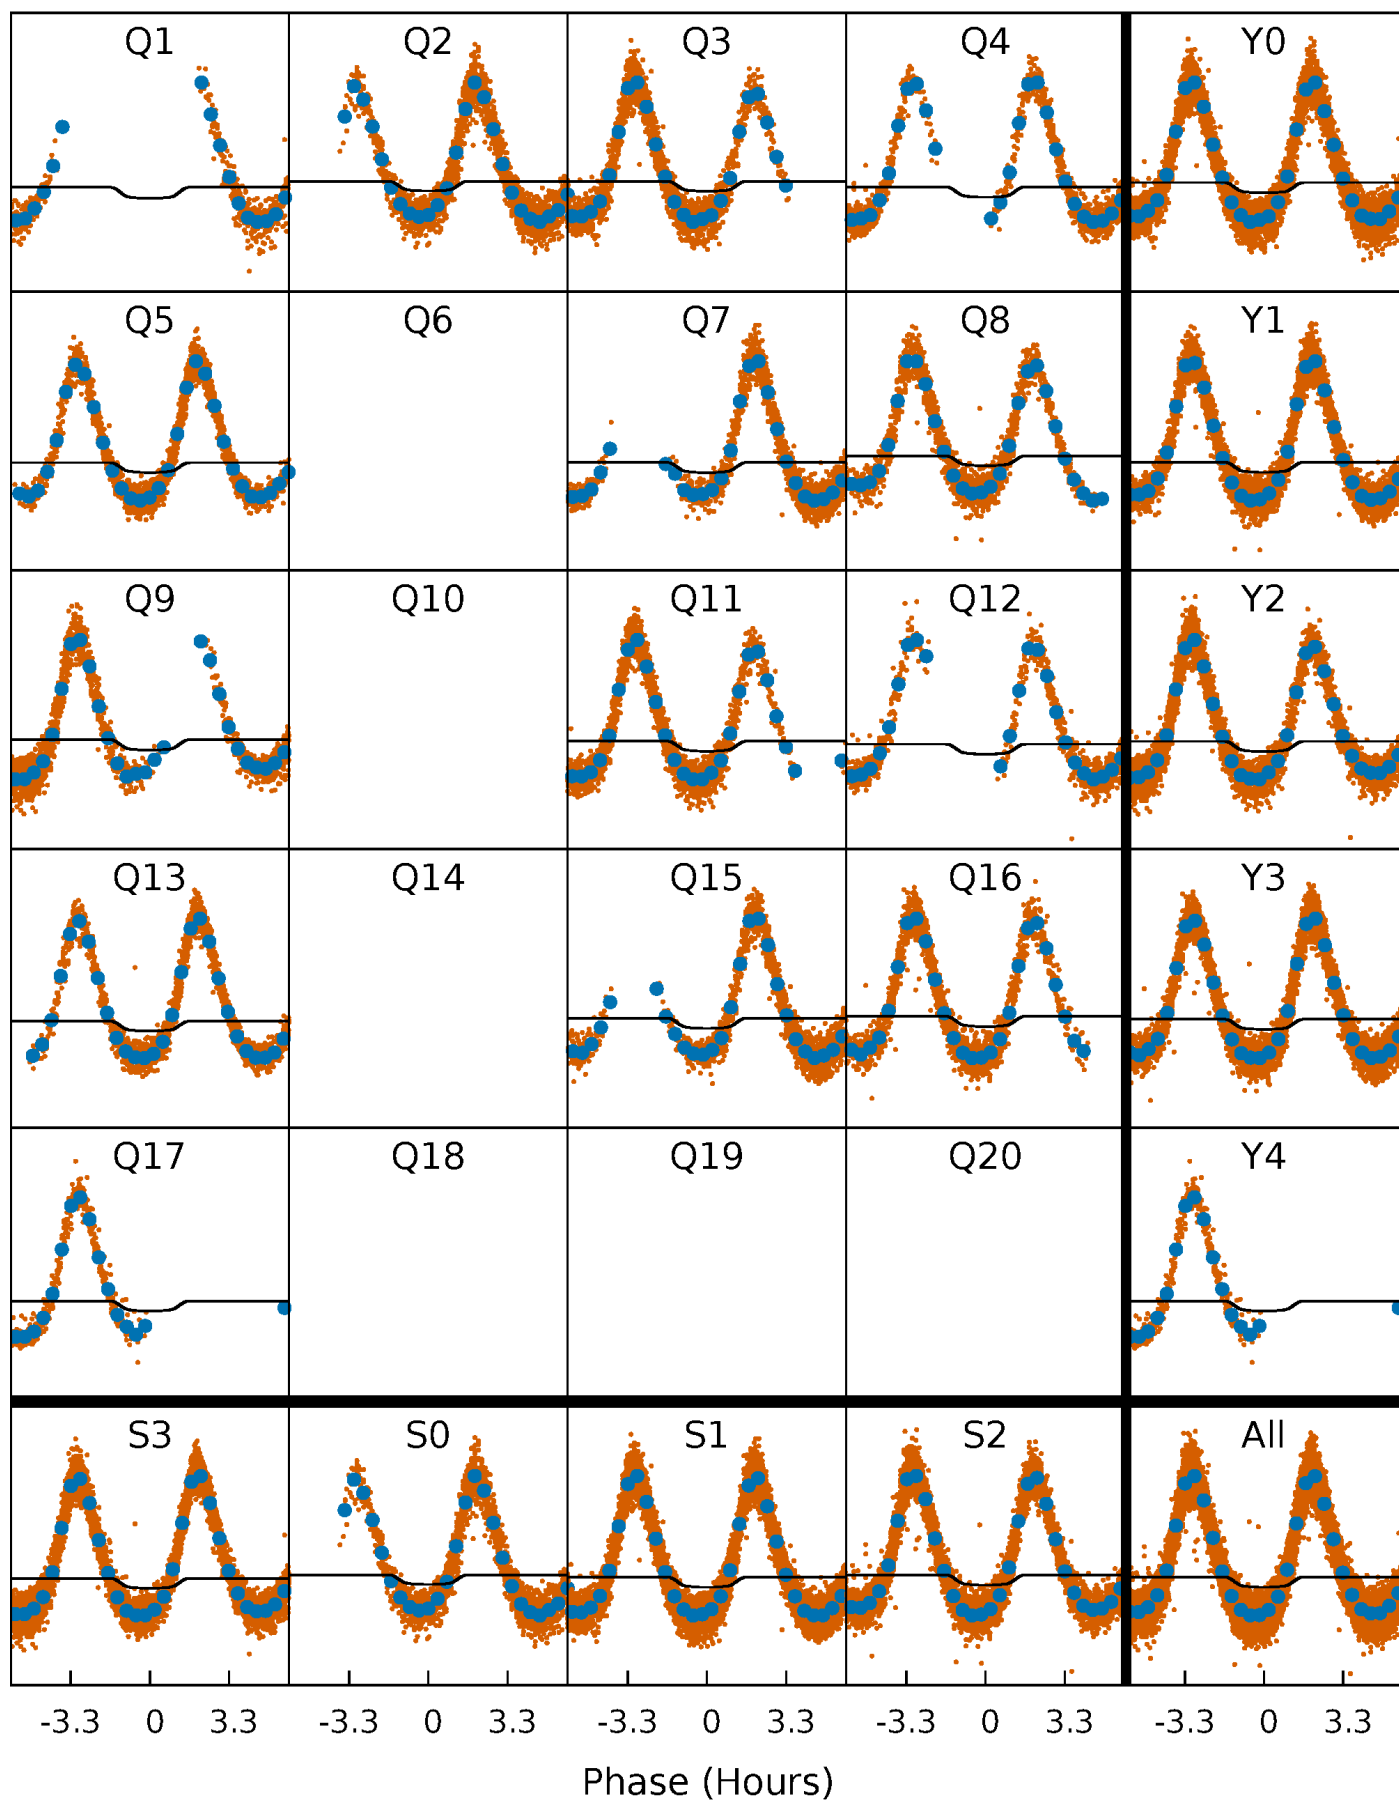 Q1 Q2 Q3 Q4 Y0
Q5 Q6 Q7 Q8 Y1
Q9 Q10 Q11 Q12 Y2
Q13 Q14 Q15 Q16 Y3
Q17 Q18 Q19 Q20 Y4
S3 S0 S1 S2 All
-3.3 0 3.3 -3.3 0 3.3 -3.3 0 3.3 -3.3 0 3.3 -3.3 0 3.3
Phase (Hours)